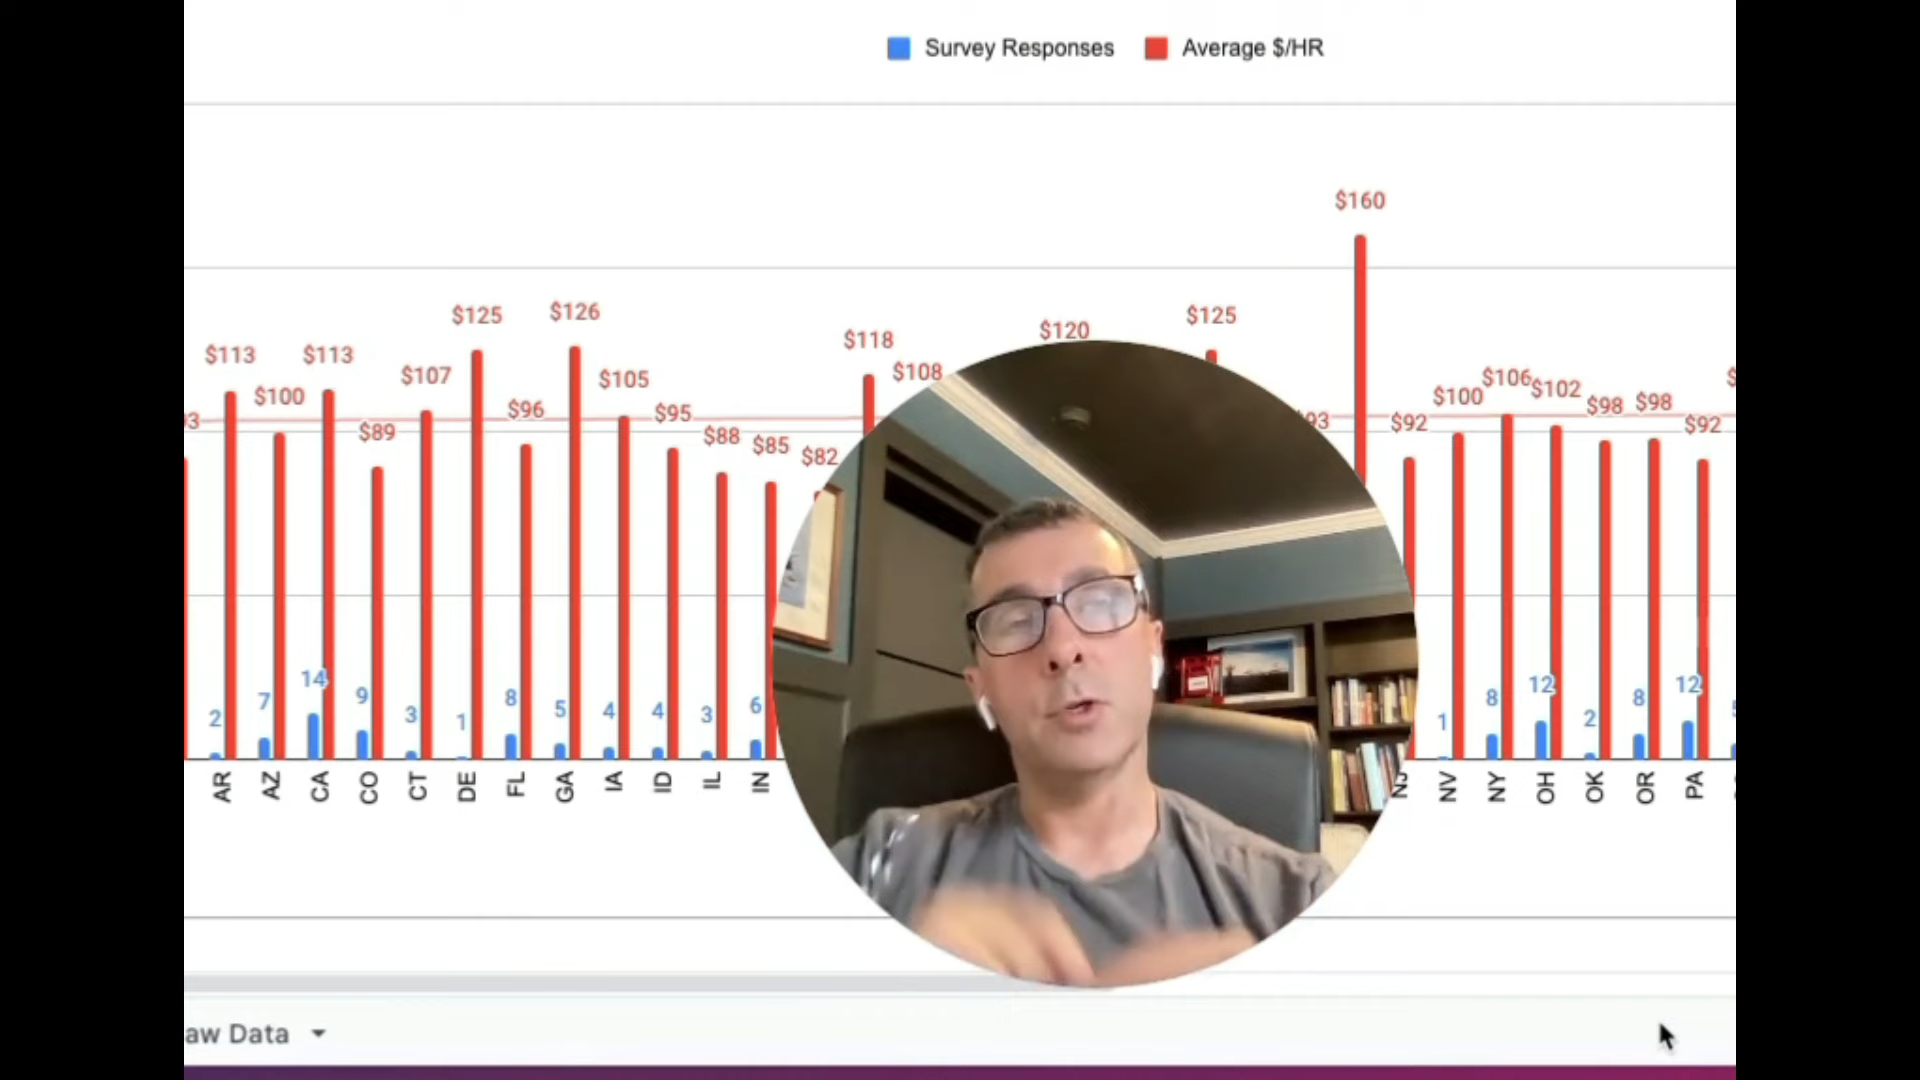 Survey Responses Average $/HR
$160
$125 $126 $125
$113 $113 $118 $120
$107 $105 $108
$100 $96 $95 $100 $106 $102 $98 $98
93 $89 $88 $85 $82 93 $92 $92
2 7 14 9 3 1 8 5 4 4 3 6 1 8 12 2 8 12
AR AZ CA CO CT DE FL GA IA ID IL IN NJ NV NY OH OK OR PA
aw Data